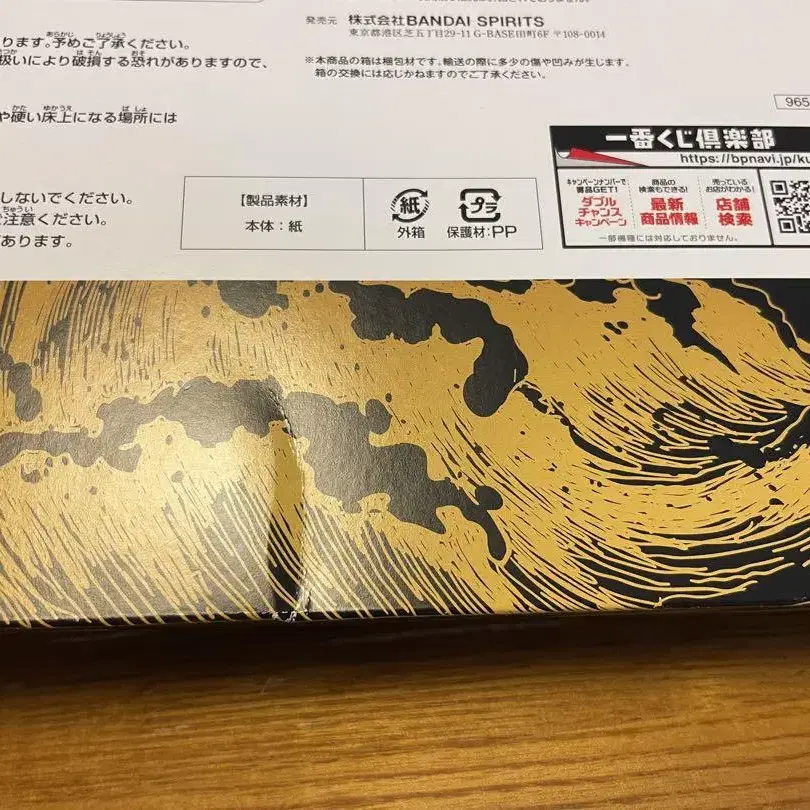 発売元 株式会社BANDAI SPIRITS
東京都港区芝五丁目29-11 G-BASE田町6F 〒108-0014
※本商品の箱は梱包材です。輸送の際に多少の傷や凹みが生じます。
箱の交換には応じかねますのでご了承ください。
ります。予めご了承ください。
扱いにより破損する恐れがありますので、
や硬い床上になる場所には
しないでください。
ご注意ください。
があります。
【製品素材】
本体：紙
紙
外箱
プラ
保護材：PP
965
一番くじ倶楽部
https://bpnavi.jp/ku
キャンペーンナンバーで
賞品GET!
ダブル
チャンス
キャンペーン
商品の
検索もできる!
最新
商品情報
売っている
お店がわかる!
店舗
検索
一部機種には対応しておりません。